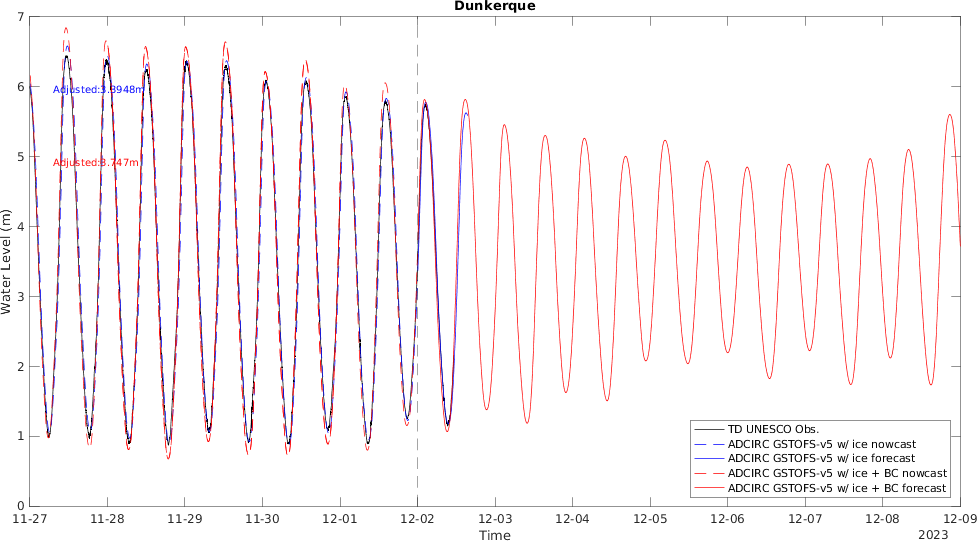 Dunkerque
7
6
5
4
3
2
1
0
Water Level (m)
Adjusted:3.8948m
Adjusted:3.747m
TD UNESCO Obs.
ADCIRC GSTOFS-v5 w/ ice nowcast
ADCIRC GSTOFS-v5 w/ ice forecast
ADCIRC GSTOFS-v5 w/ ice + BC nowcast
ADCIRC GSTOFS-v5 w/ ice + BC forecast
11-27 11-28 11-29 11-30 12-01 12-02 12-03 12-04 12-05 12-06 12-07 12-08 12-09
Time
2023